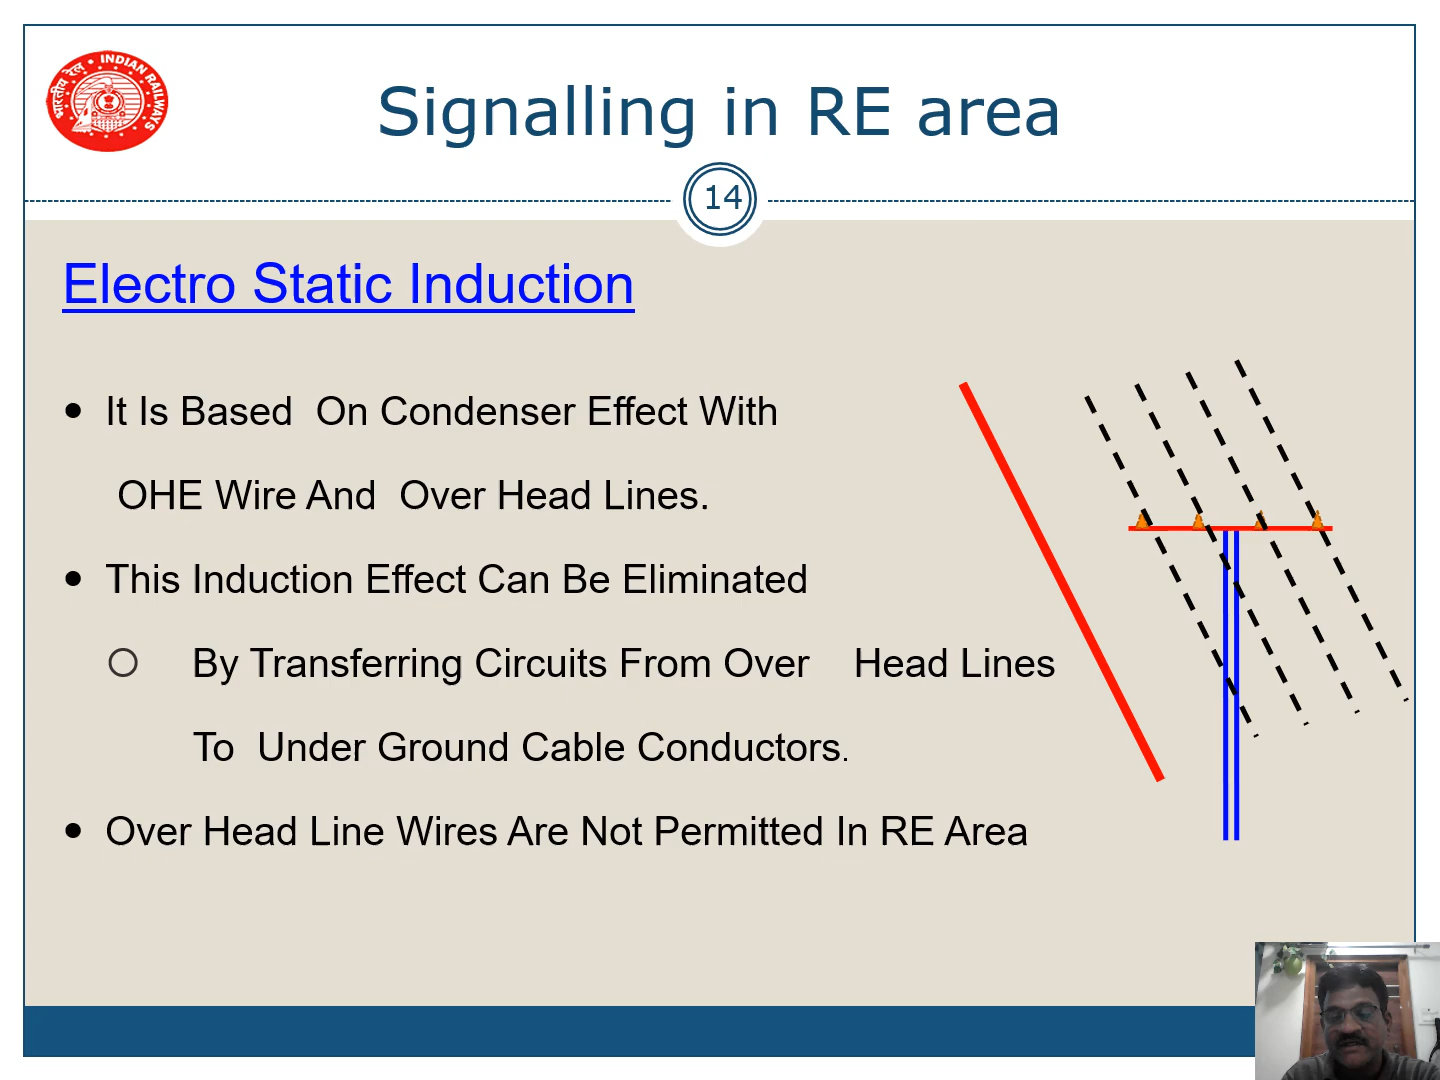 भारतीय रेल
INDIAN RAILWAYS
Signalling in RE area
14
Electro Static Induction
• It Is Based On Condenser Effect With
OHE Wire And Over Head Lines.
• This Induction Effect Can Be Eliminated
○ By Transferring Circuits From Over Head Lines
To Under Ground Cable Conductors.
• Over Head Line Wires Are Not Permitted In RE Area